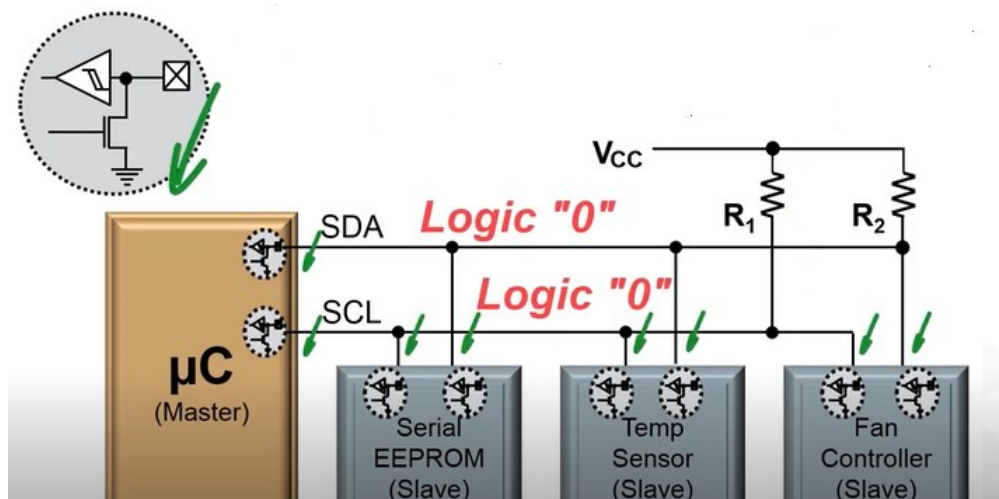 V_CC
R₁
R₂
SDA
Logic "0"
SCL
Logic "0"
µC
(Master)
Serial
EEPROM
(Slave)
Temp
Sensor
(Slave)
Fan
Controller
(Slave)